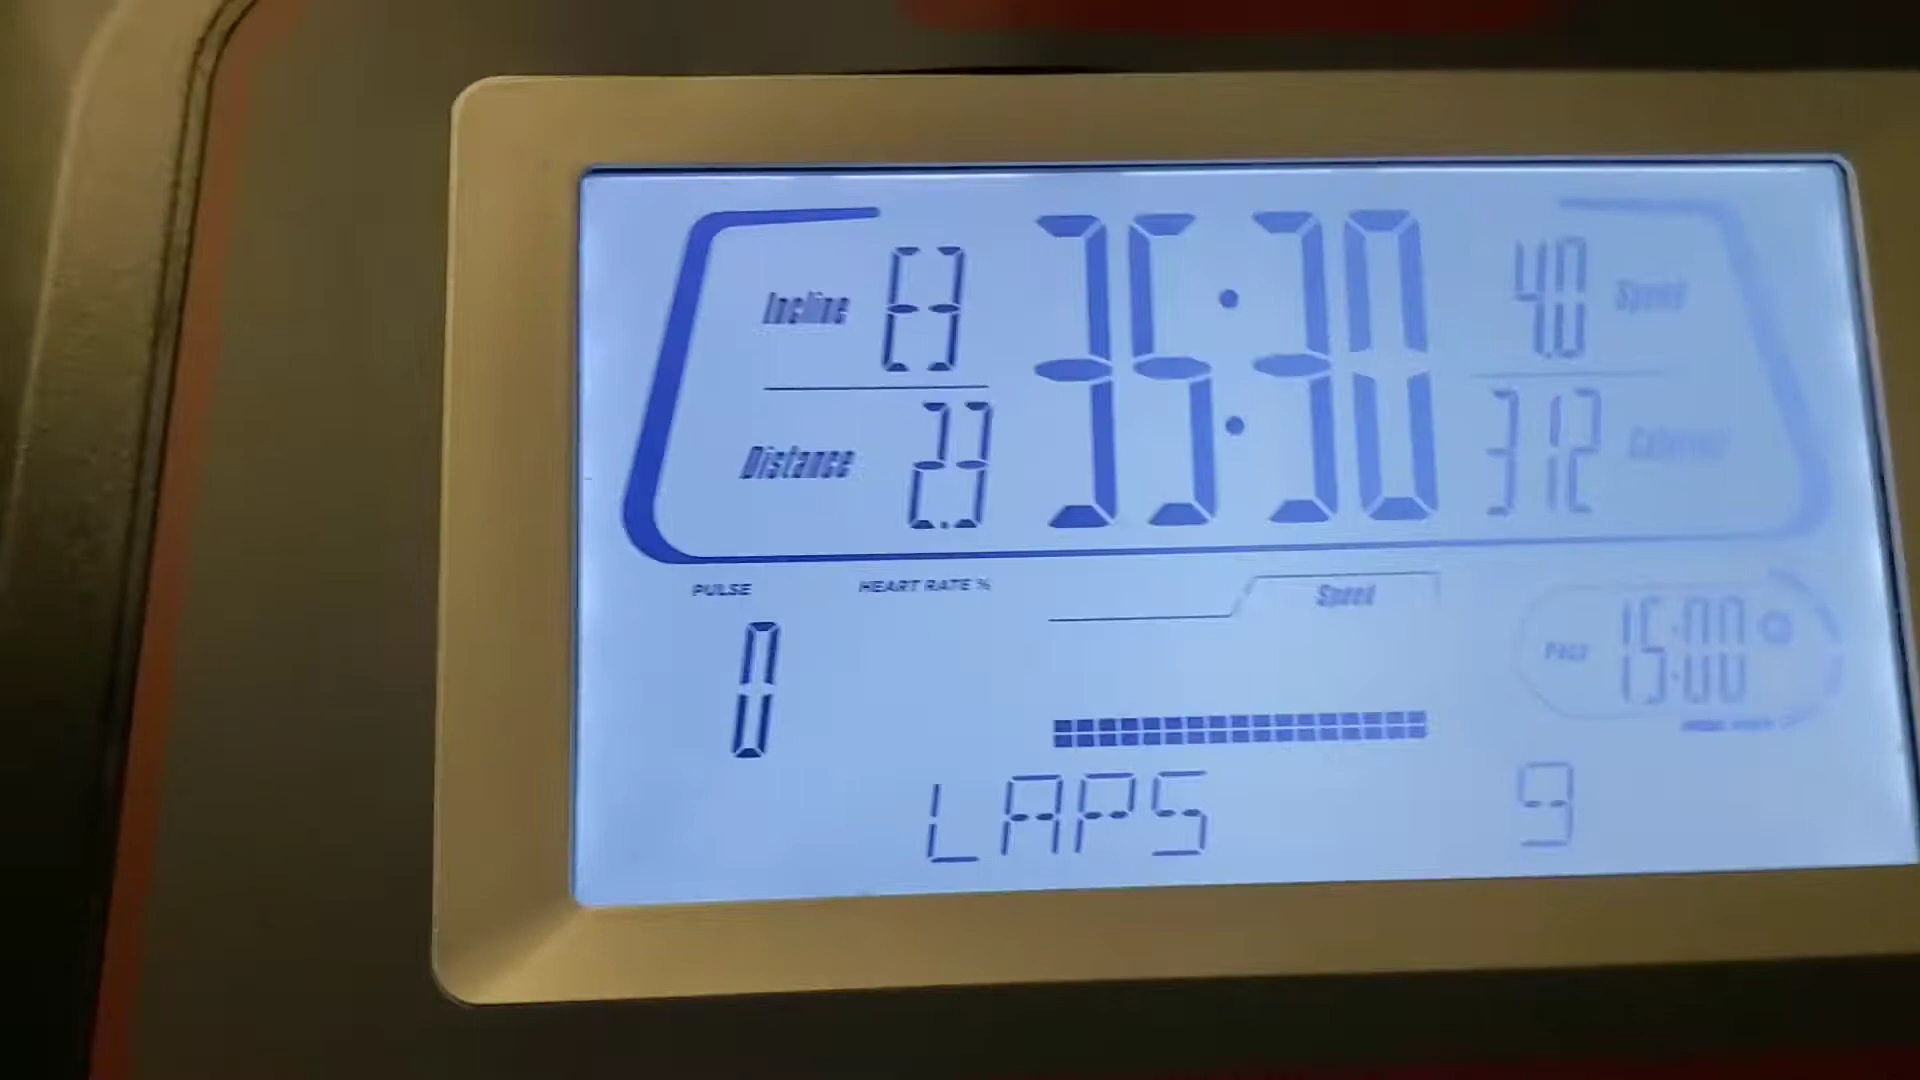 Incline E3 35:30 4.0 Speed
Distance 2.3 312 Calories
PULSE HEART RATE % Speed
0 PACE 15:00
LAPS 9